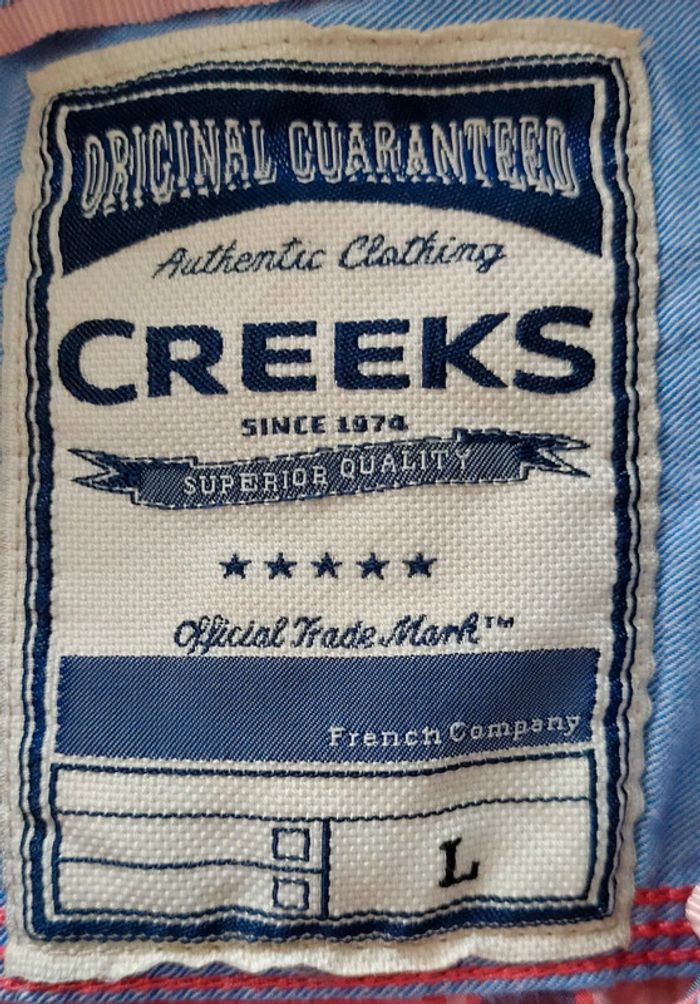 ORIGINAL GUARANTEED
Authentic Clothing
CREEKS
SINCE 1974
SUPERIOR QUALITY
Official Trade Mark™
French Company
L